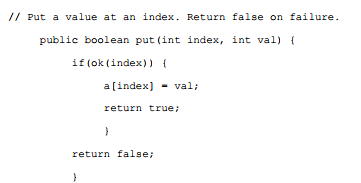 // Put a value at an index. Return false on failure.
public boolean put(int index, int val) {
if(ok(index)) {
a[index] = val;
return true;
}
return false;
}